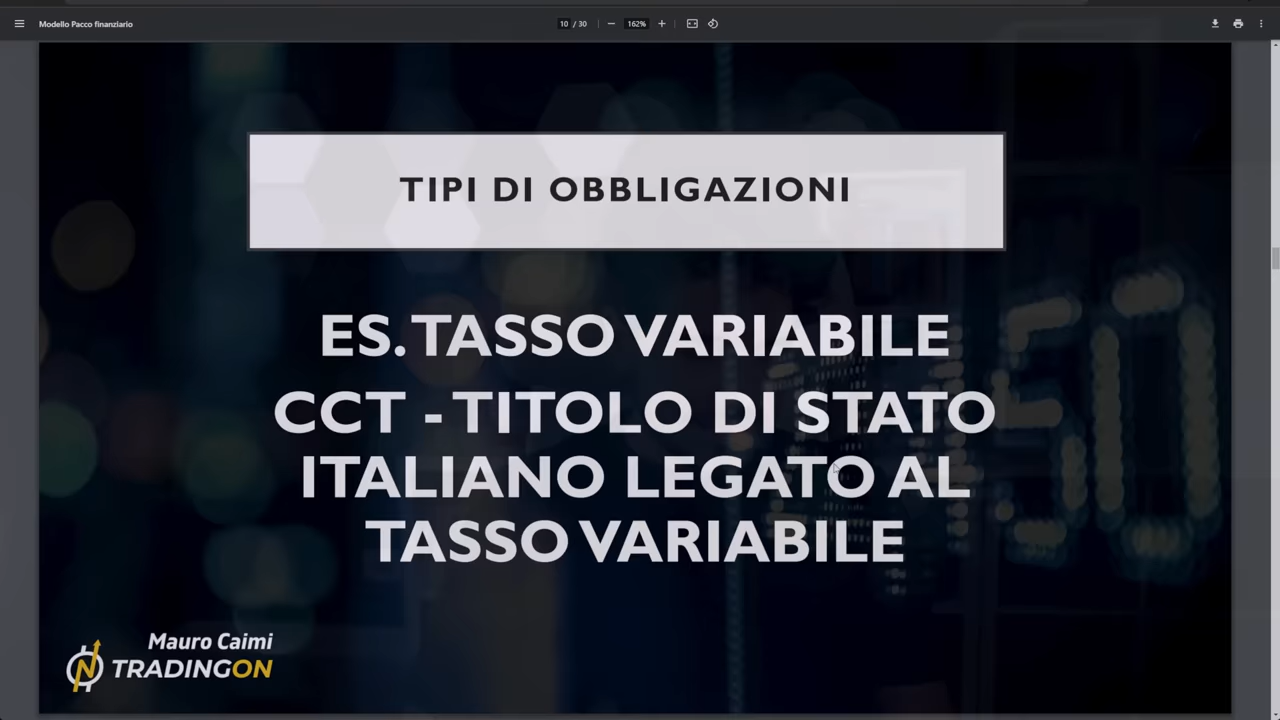 Modello Pacco finanziario
10 / 30
162%
TIPI DI OBBLIGAZIONI
ES. TASSO VARIABILE
CCT - TITOLO DI STATO
ITALIANO LEGATO AL
TASSO VARIABILE
50
Mauro Caimi
TRADINGON